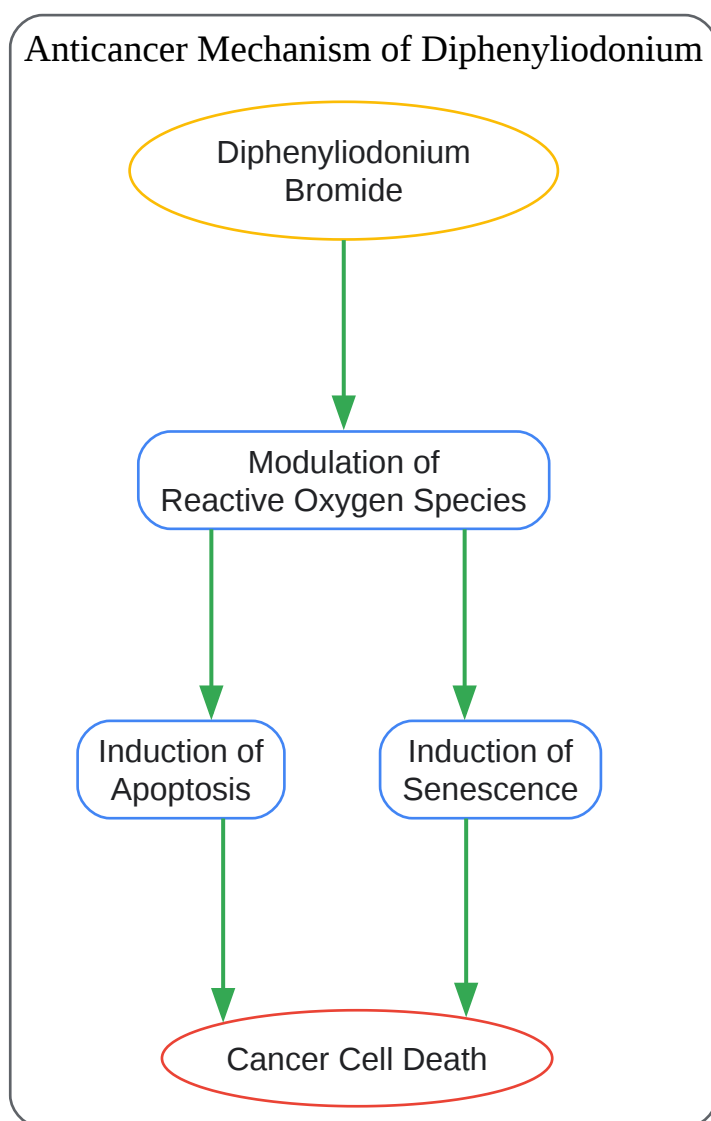 Anticancer Mechanism of Diphenyliodonium
Diphenyliodonium
Bromide
Modulation of
Reactive Oxygen Species
Induction of
Apoptosis
Induction of
Senescence
Cancer Cell Death